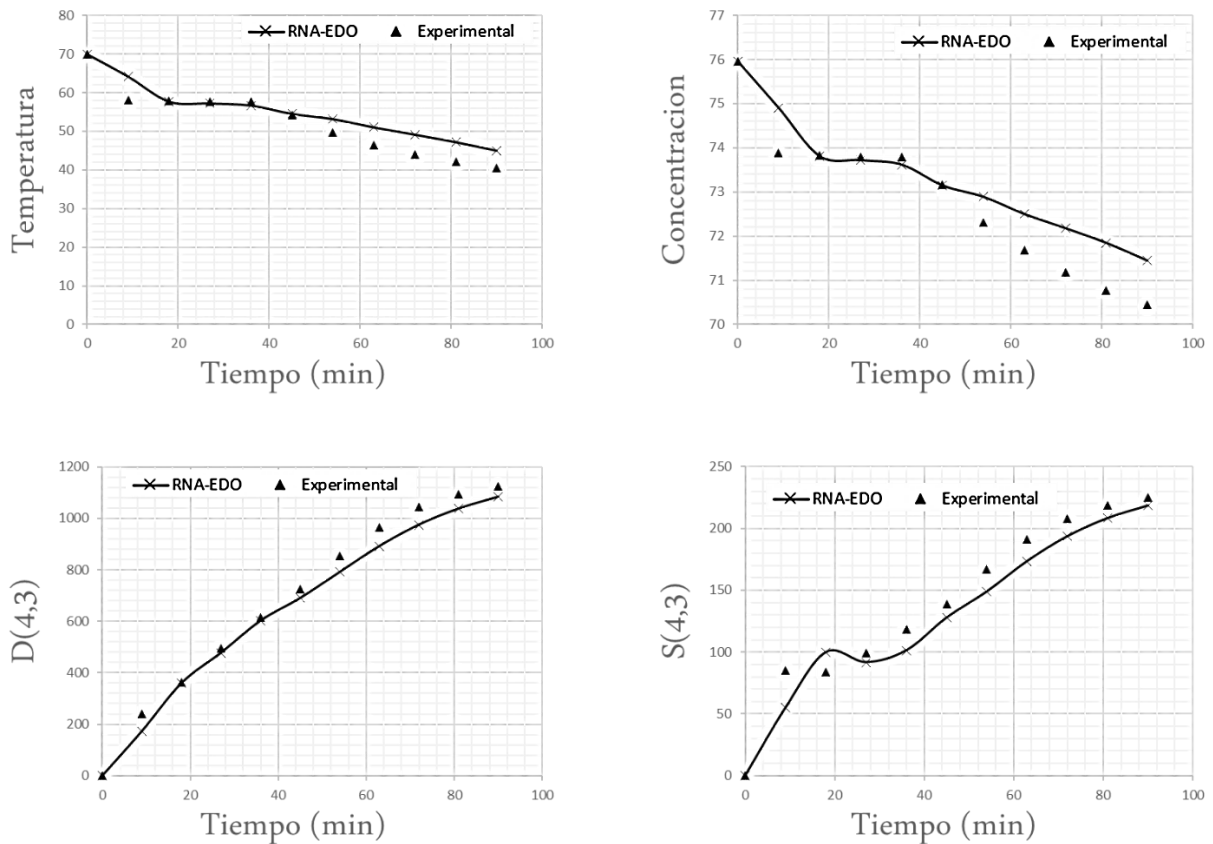 RNA-EDO Experimental
Temperatura
80
70
60
50
40
30
20
10
0
0 20 40 60 80 100
Tiempo (min)
RNA-EDO Experimental
Concentracion
77
76
75
74
73
72
71
70
0 20 40 60 80 100
Tiempo (min)
RNA-EDO Experimental
D(4,3)
1200
1000
800
600
400
200
0
0 20 40 60 80 100
Tiempo (min)
RNA-EDO Experimental
S(4,3)
250
200
150
100
50
0
0 20 40 60 80 100
Tiempo (min)